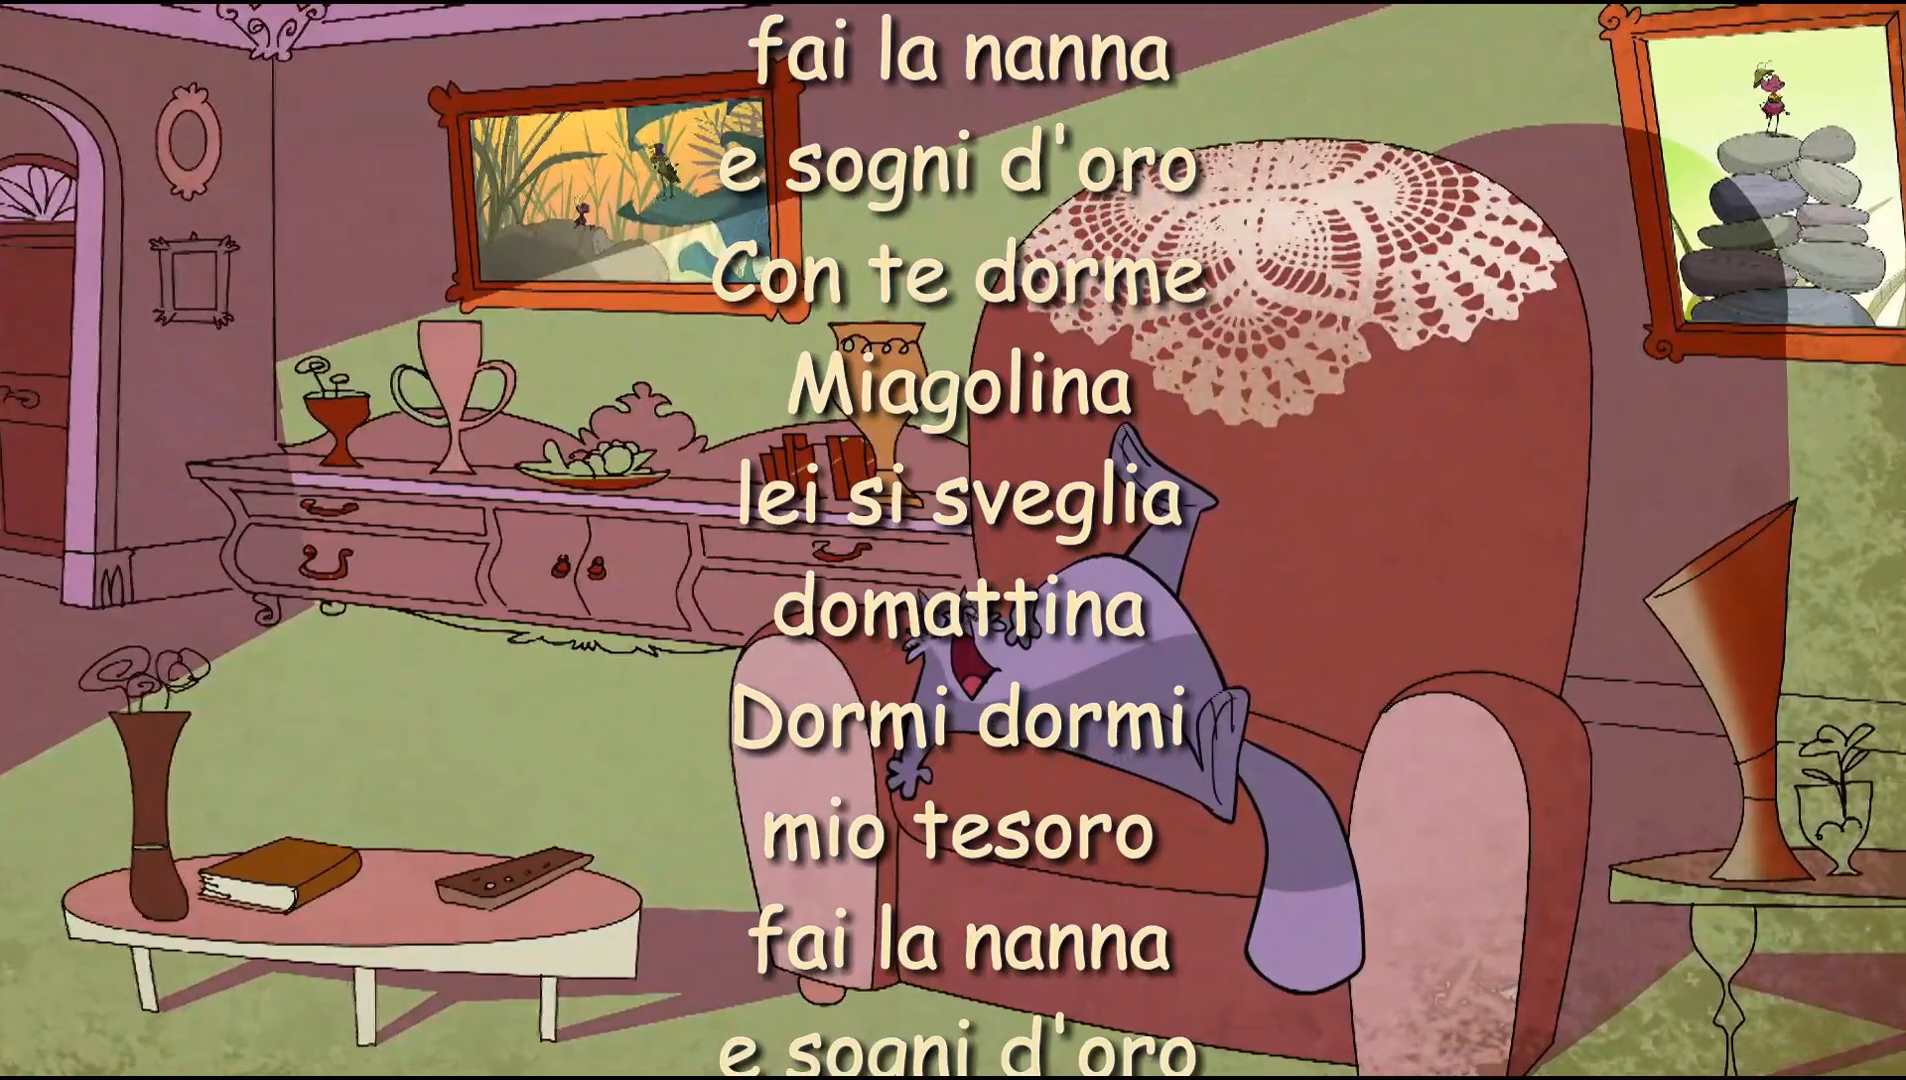 fai la nanna
e sogni d'oro
Con te dorme
Miagolina
lei si sveglia
domattina
Dormi dormi
mio tesoro
fai la nanna
e sogni d'oro